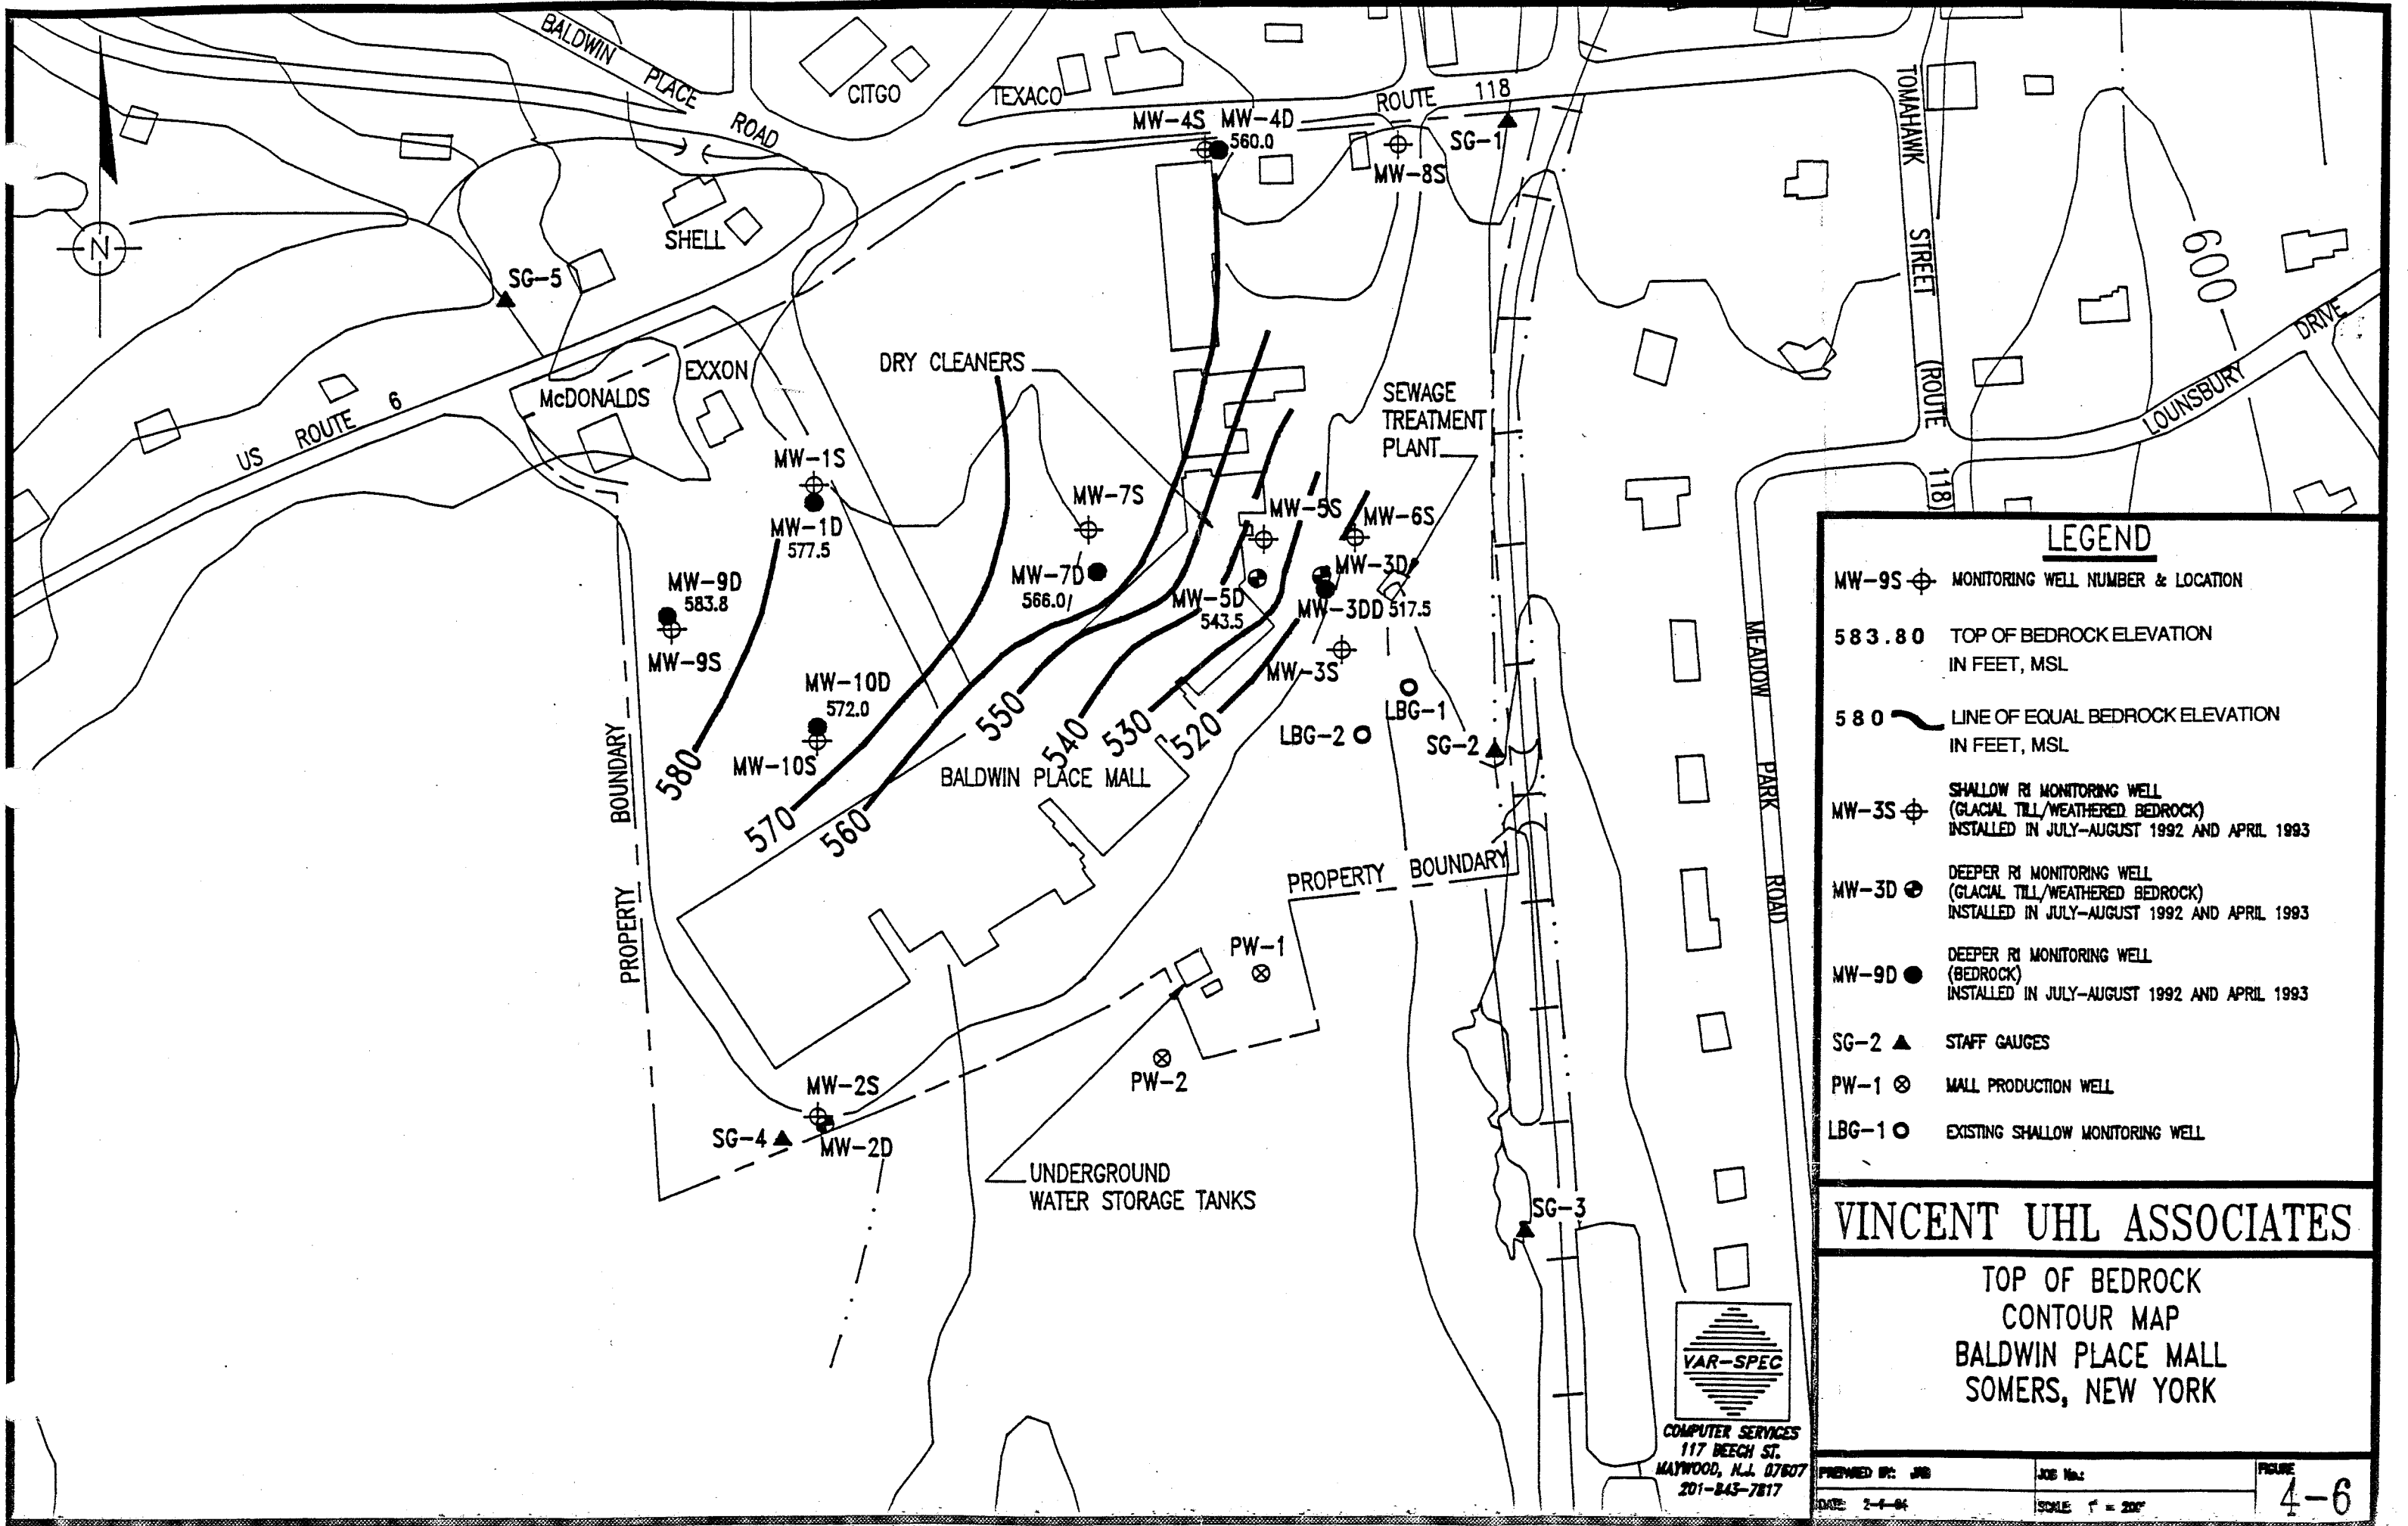 BALDWIN PLACE ROAD
CITGO
TEXACO
ROUTE 118
MW-4S MW-4D
560.0
SG-1
MW-8S
TOMAHAWK STREET (ROUTE 118)
N
SHELL
SG-5
600
LOUNSBURY DRIVE
US ROUTE 6
McDONALDS
EXXON
DRY CLEANERS
SEWAGE
TREATMENT
PLANT
MW-1S
MW-1D
577.5
MW-7S
MW-7D
566.0
MW-5S
MW-6S
MW-5D
543.5
MW-3D
MW-3DD 517.5
MW-3S
MW-9D
583.8
MW-9S
MW-10D
572.0
MW-10S
LBG-1
LBG-2
SG-2
580
570
560
550
540
530
520
BALDWIN PLACE MALL
PROPERTY BOUNDARY
PROPERTY BOUNDARY
MEADOW PARK ROAD
PW-1
PW-2
MW-2S
SG-4
MW-2D
UNDERGROUND
WATER STORAGE TANKS
SG-3
LEGEND
MW-9S MONITORING WELL NUMBER & LOCATION
583.80 TOP OF BEDROCK ELEVATION
IN FEET, MSL
580 LINE OF EQUAL BEDROCK ELEVATION
IN FEET, MSL
SHALLOW RI MONITORING WELL
MW-3S (GLACIAL TILL/WEATHERED BEDROCK)
INSTALLED IN JULY-AUGUST 1992 AND APRIL 1993
DEEPER RI MONITORING WELL
MW-3D (GLACIAL TILL/WEATHERED BEDROCK)
INSTALLED IN JULY-AUGUST 1992 AND APRIL 1993
DEEPER RI MONITORING WELL
MW-9D (BEDROCK)
INSTALLED IN JULY-AUGUST 1992 AND APRIL 1993
SG-2 STAFF GAUGES
PW-1 MALL PRODUCTION WELL
LBG-1 EXISTING SHALLOW MONITORING WELL
VINCENT UHL ASSOCIATES
TOP OF BEDROCK
CONTOUR MAP
BALDWIN PLACE MALL
SOMERS, NEW YORK
VAR-SPEC
COMPUTER SERVICES
117 BEECH ST.
MAYWOOD, N.J. 07607
201-843-7817
PREPARED BY:
JOB No.:
FIGURE
4-6
DATE:
SCALE: 1" = 200'